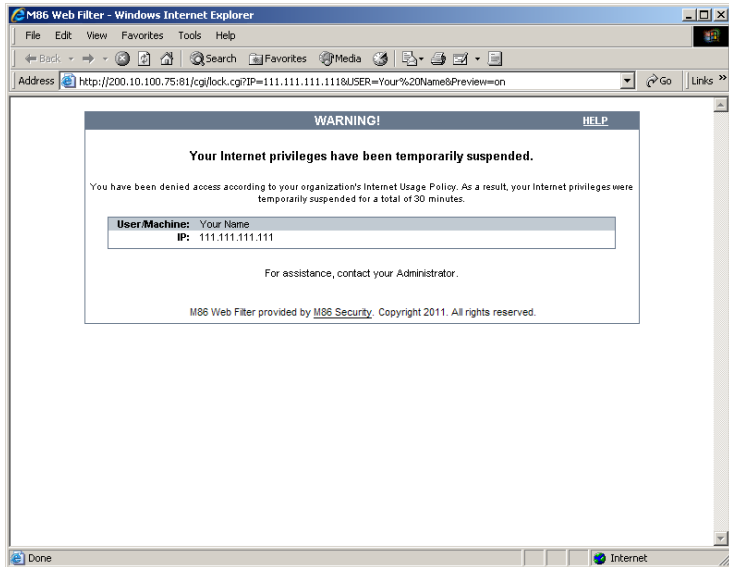 M86 Web Filter - Windows Internet Explorer
File Edit View Favorites Tools Help
Back Search Favorites Media
Address http://200.10.100.75:81/cgi/lock.cgi?IP=111.111.111.111&USER=Your%20Name&Preview=on Go Links »
WARNING! HELP
Your Internet privileges have been temporarily suspended.
You have been denied access according to your organization's Internet Usage Policy. As a result, your Internet privileges were
temporarily suspended for a total of 30 minutes.
User/Machine: Your Name
IP: 111.111.111.111
For assistance, contact your Administrator.
M86 Web Filter provided by M86 Security. Copyright 2011. All rights reserved.
Done Internet